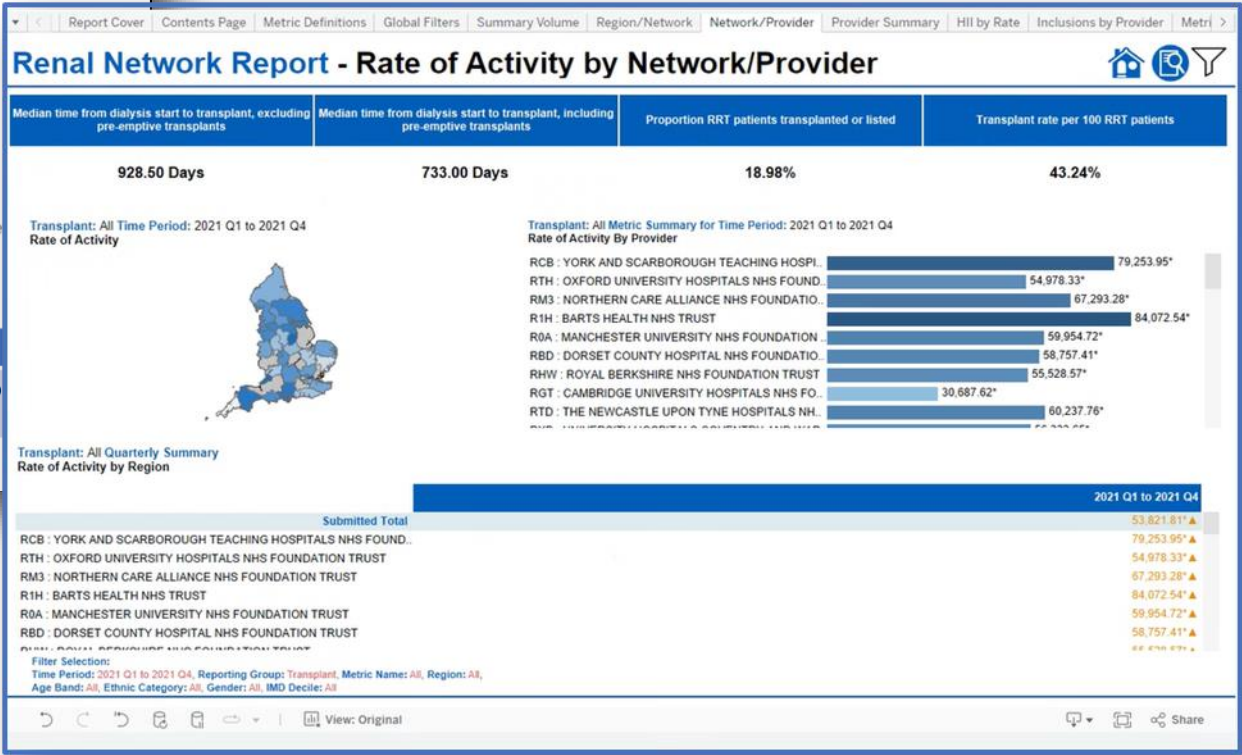 Report Cover Contents Page Metric Definitions Global Filters Summary Volume Region/Network Network/Provider Provider Summary HII by Rate Inclusions by Provider Metri
Renal Network Report - Rate of Activity by Network/Provider
Median time from dialysis start to transplant, excluding pre-emptive transplants
Median time from dialysis start to transplant, including pre-emptive transplants
Proportion RRT patients transplanted or listed
Transplant rate per 100 RRT patients
928.50 Days 733.00 Days 18.98% 43.24%
Transplant: All Time Period: 2021 Q1 to 2021 Q4
Rate of Activity
Transplant: All Metric Summary for Time Period: 2021 Q1 to 2021 Q4
Rate of Activity By Provider
RCB : YORK AND SCARBOROUGH TEACHING HOSPI.. 79,253.95*
RTH : OXFORD UNIVERSITY HOSPITALS NHS FOUND.. 54,978.33*
RM3 : NORTHERN CARE ALLIANCE NHS FOUNDATIO.. 67,293.28*
R1H : BARTS HEALTH NHS TRUST 84,072.54*
R0A : MANCHESTER UNIVERSITY NHS FOUNDATION .. 59,954.72*
RBD : DORSET COUNTY HOSPITAL NHS FOUNDATIO.. 58,757.41*
RHW : ROYAL BERKSHIRE NHS FOUNDATION TRUST 55,528.57*
RGT : CAMBRIDGE UNIVERSITY HOSPITALS NHS FO.. 30,687.62*
RTD : THE NEWCASTLE UPON TYNE HOSPITALS NH.. 60,237.76*
Transplant: All Quarterly Summary
Rate of Activity by Region
2021 Q1 to 2021 Q4
Submitted Total 53,821.81*▲
RCB : YORK AND SCARBOROUGH TEACHING HOSPITALS NHS FOUND.. 79,253.95*▲
RTH : OXFORD UNIVERSITY HOSPITALS NHS FOUNDATION TRUST 54,978.33*▲
RM3 : NORTHERN CARE ALLIANCE NHS FOUNDATION TRUST 67,293.28*▲
R1H : BARTS HEALTH NHS TRUST 84,072.54*▲
R0A : MANCHESTER UNIVERSITY NHS FOUNDATION TRUST 59,954.72*▲
RBD : DORSET COUNTY HOSPITAL NHS FOUNDATION TRUST 58,757.41*▲
Filter Selection:
Time Period: 2021 Q1 to 2021 Q4, Reporting Group: Transplant, Metric Name: All, Region: All,
Age Band: All, Ethnic Category: All, Gender: All, IMD Decile: All
View: Original Share